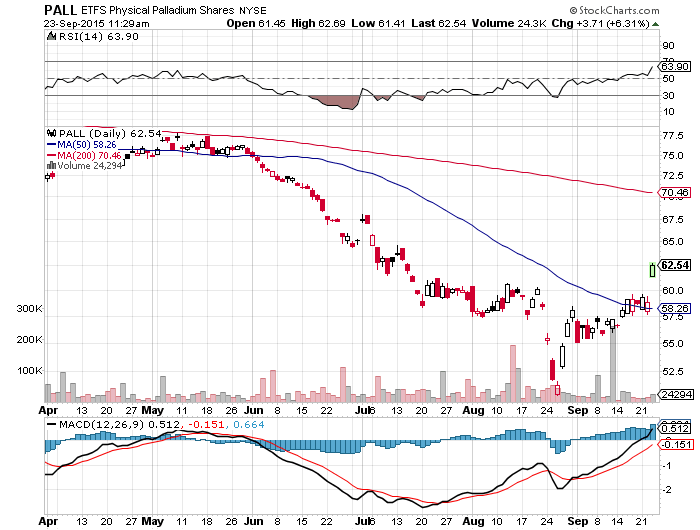 PALL ETFS Physical Palladium Shares NYSE © StockCharts.com
23-Sep-2015 11:29am Open 61.45 High 62.69 Low 61.41 Last 62.54 Volume 24.3K Chg +3.71 (+6.31%)
RSI(14) 63.90
90
70
63.90
50
30
10
PALL (Daily) 62.54
MA(50) 58.26
MA(200) 70.46
Volume 24,294
77.5
75.0
72.5
70.46
67.5
65.0
62.54
60.0
58.26
57.5
55.0
52.5
24294
300K
200K
100K
Apr 13 20 27 May 11 18 26 Jun 8 15 22 Jul 6 13 20 27 Aug 10 17 24 Sep 8 14 21
MACD(12,26,9) 0.512, -0.151, 0.664
0.512
-0.151
-1
-2
Apr 13 20 27 May 11 18 26 Jun 8 15 22 Jul 6 13 20 27 Aug 10 17 24 Sep 8 14 21